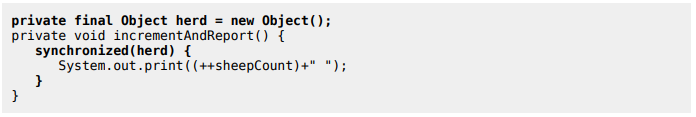 private final Object herd = new Object();
private void incrementAndReport() {
   synchronized(herd) {
      System.out.print((++sheepCount)+" ");
   }
}